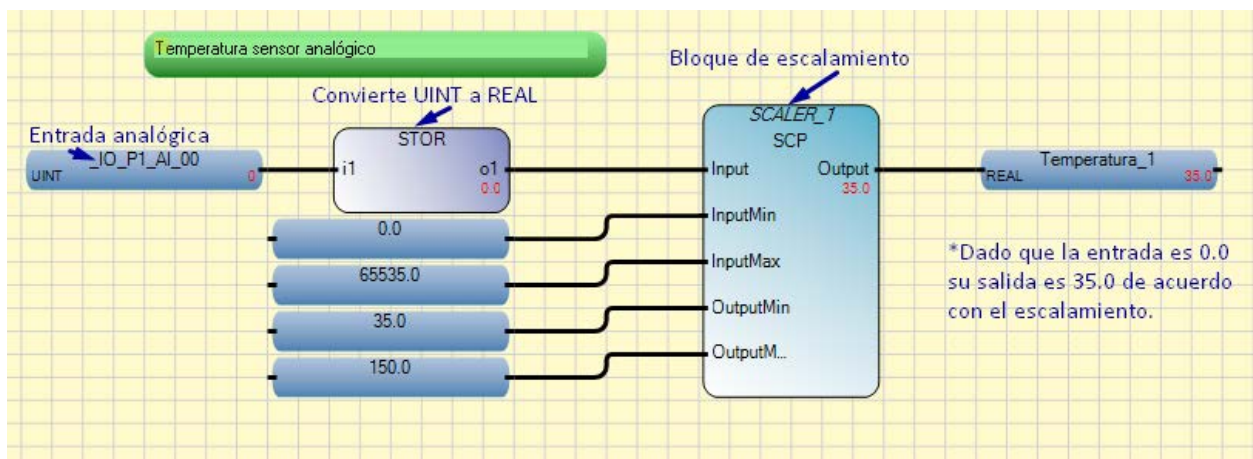 Temperatura sensor analógico
Bloque de escalamiento
Convierte UINT a REAL
Entrada analógica
_IO_P1_AI_00
UINT
0
STOR
i1
o1
0.0
SCALER_1
SCP
Input
Output
35.0
InputMin
InputMax
OutputMin
OutputM...
0.0
65535.0
35.0
150.0
Temperatura_1
REAL
35.0
*Dado que la entrada es 0.0
su salida es 35.0 de acuerdo
con el escalamiento.